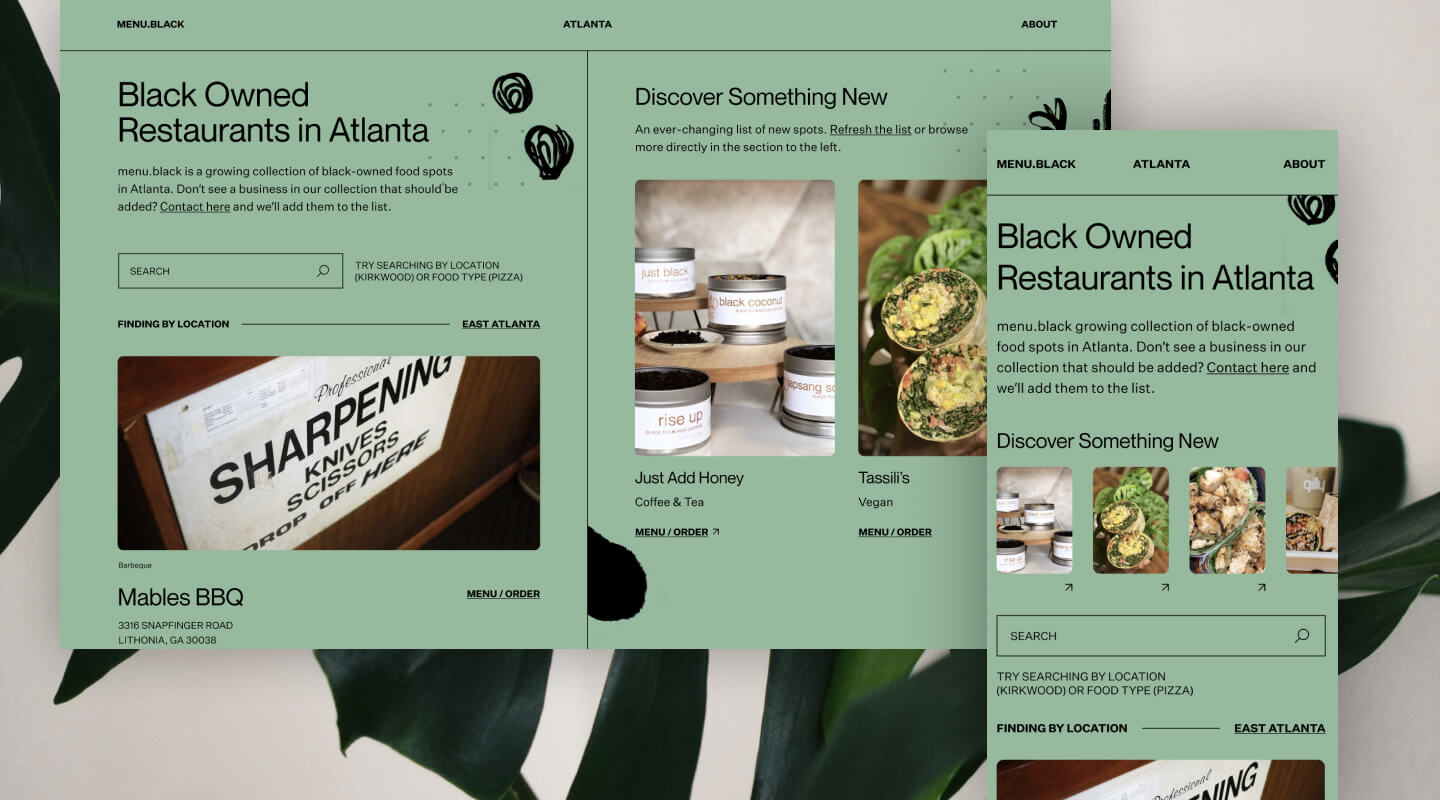 MENU.BLACK
ATLANTA
ABOUT
Black Owned
Restaurants in Atlanta
menu.black is a growing collection of black-owned food spots
in Atlanta. Don’t see a business in our collection that should be
added? Contact here and we’ll add them to the list.
SEARCH
TRY SEARCHING BY LOCATION
(KIRKWOOD) OR FOOD TYPE (PIZZA)
FINDING BY LOCATION
EAST ATLANTA
Professional
SHARPENING
KNIVES
SCISSORS
DROP OFF HERE
Barbeque
Mables BBQ
MENU / ORDER
3316 SNAPFINGER ROAD
LITHONIA, GA 30038
Discover Something New
An ever-changing list of new spots. Refresh the list or browse
more directly in the section to the left.
just black
black coconut
rise up
BLACK TEA
Just Add Honey
Coffee & Tea
MENU / ORDER
Tassili’s
Vegan
MENU / ORDER
MENU.BLACK
ATLANTA
ABOUT
Black Owned
Restaurants in Atlanta
menu.black growing collection of black-owned
food spots in Atlanta. Don’t see a business in our
collection that should be added? Contact here and
we’ll add them to the list.
Discover Something New
rise up
gilly
SEARCH
TRY SEARCHING BY LOCATION
(KIRKWOOD) OR FOOD TYPE (PIZZA)
FINDING BY LOCATION
EAST ATLANTA
Professional